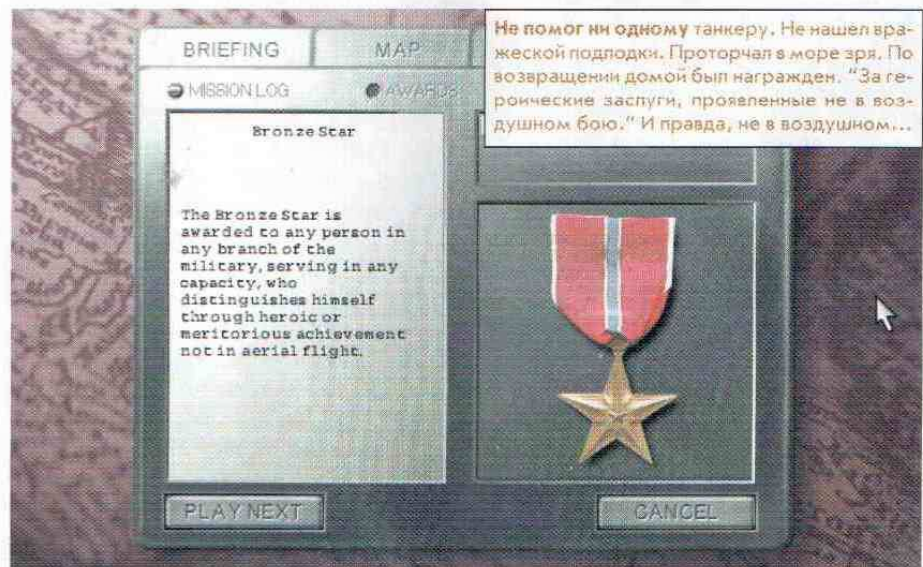 BRIEFING
MAP
Не помог ни одному танкеру. Не нашел вра-
жеской подлодки. Проторчал в море зря. По
возвращении домой был награжден. "За ге-
роические заслуги, проявленные не в воз-
душном бою." И правда, не в воздушном...
MISSION LOG
AWARDS
Bronze Star
The Bronze Star is
awarded to any person in
any branch of the
military, serving in any
capacity, who
distinguishes himself
through heroic or
meritorious achievement
not in aerial flight.
PLAY NEXT
CANCEL